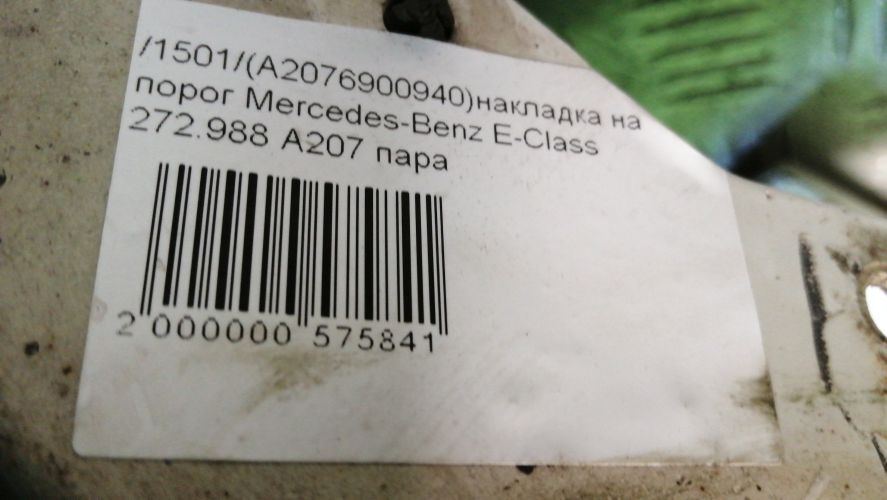 /1501/(A2076900940)накладка на
порог Mercedes-Benz E-Class
272.988 A207 пара
2 000000 575841